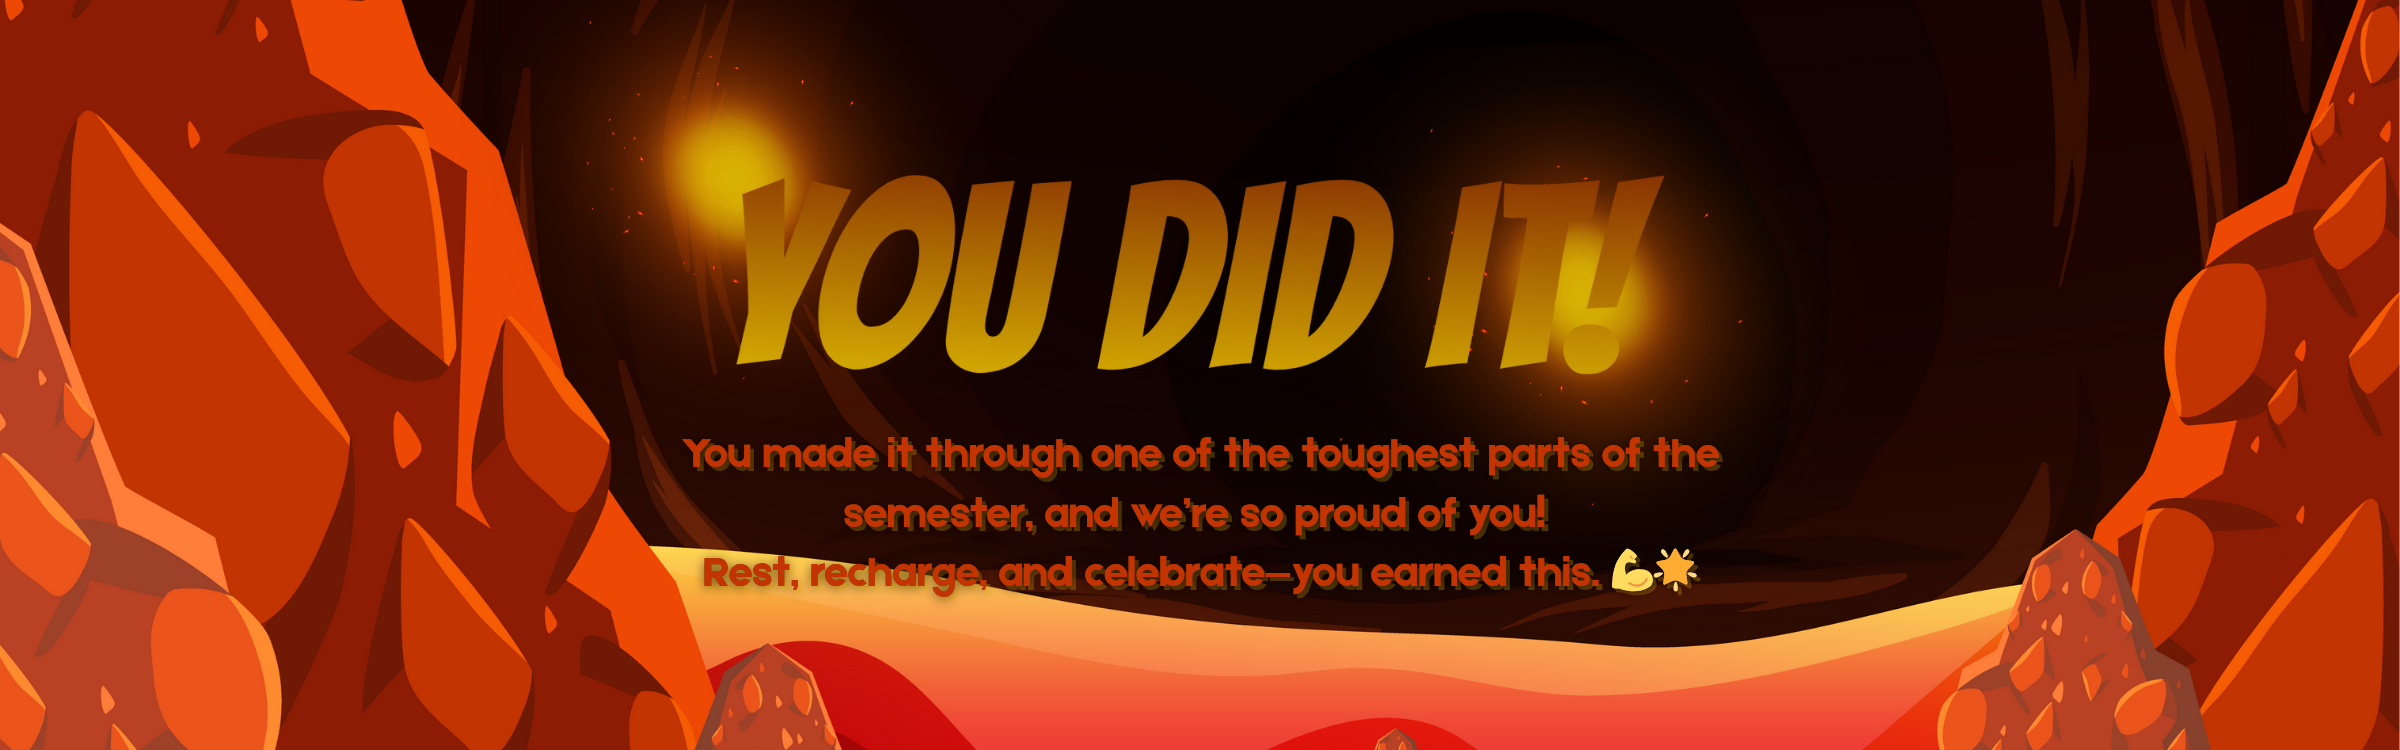 YOU DID IT!
You made it through one of the toughest parts of the
semester, and we're so proud of you!
Rest, recharge, and celebrate—you earned this. 💪🌟